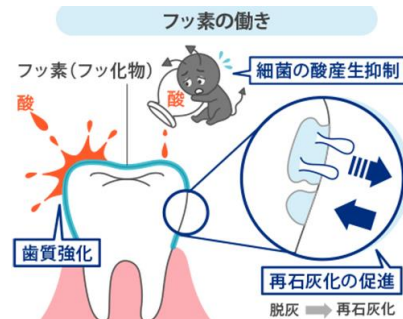 フッ素の働き
フッ素(フッ化物)
細菌の酸産生抑制
酸
酸
歯質強化
再石灰化の促進
脱灰 再石灰化